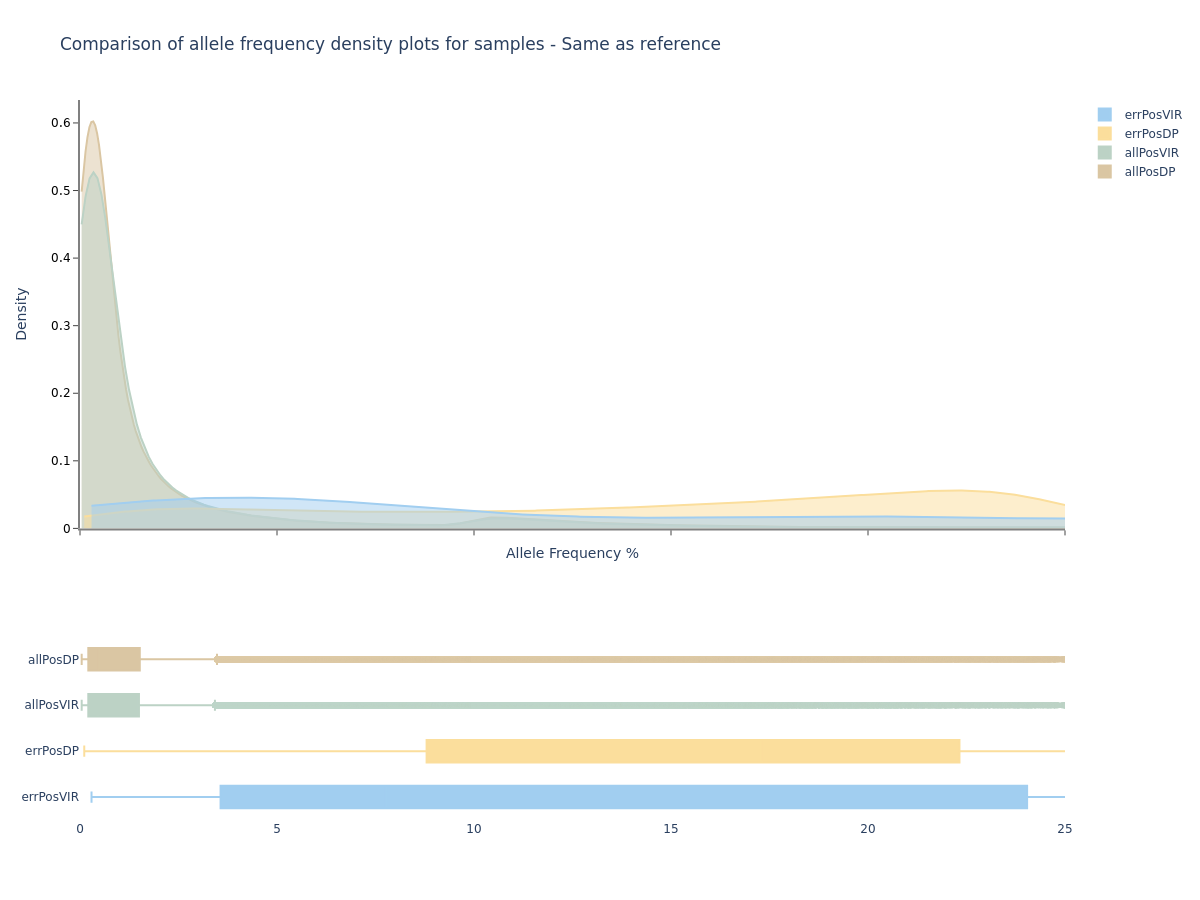 Comparison of allele frequency density plots for samples - Same as reference
errPosVIR
errPosDP
allPosVIR
allPosDP
0.6
0.5
0.4
0.3
0.2
0.1
0
Density
Allele Frequency %
allPosDP
allPosVIR
errPosDP
errPosVIR
0 5 10 15 20 25